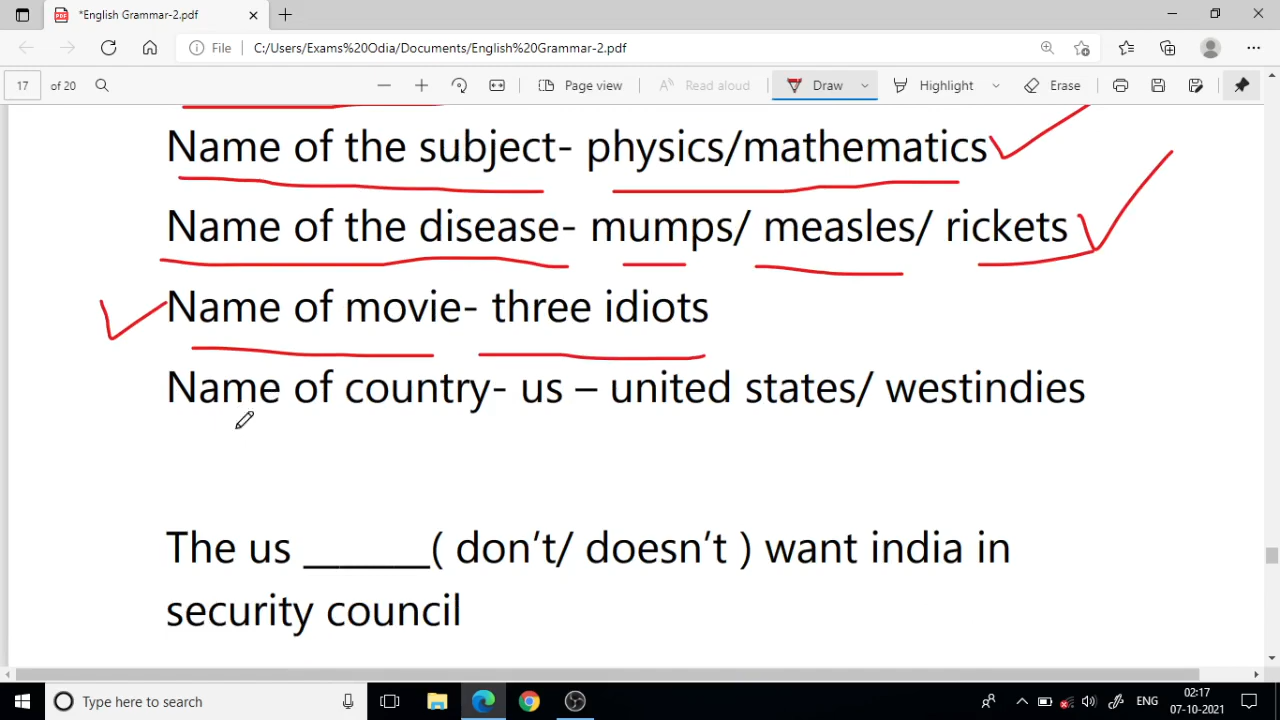 *English Grammar-2.pdf
File C:/Users/Exams%20Odia/Documents/English%20Grammar-2.pdf
17 of 20 Page view Read aloud Draw Highlight Erase
Name of the subject- physics/mathematics
Name of the disease- mumps/ measles/ rickets
Name of movie- three idiots
Name of country- us – united states/ westindies
The us ______( don't/ doesn't ) want india in
security council
Type here to search ENG 02:17
07-10-2021